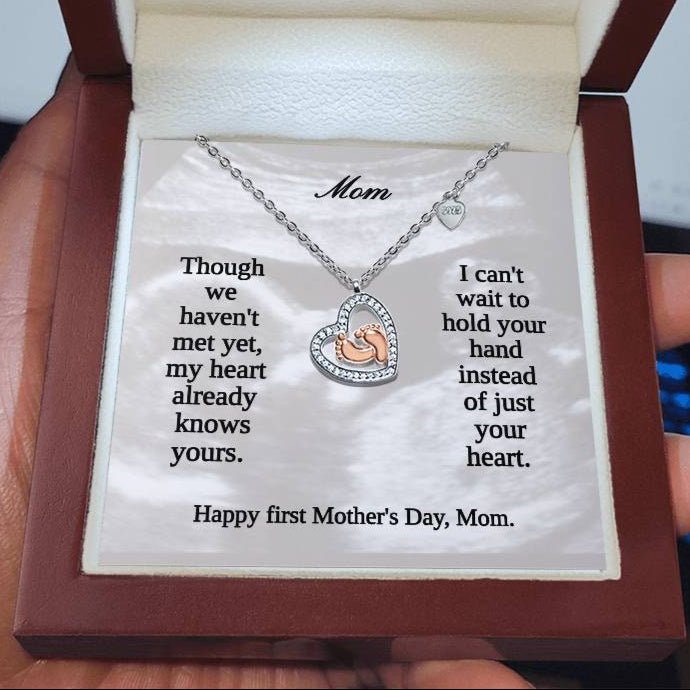 Mom
Though
we
haven't
met yet,
my heart
already
knows
yours.
I can't
wait to
hold your
hand
instead
of just
your
heart.
Happy first Mother's Day, Mom.